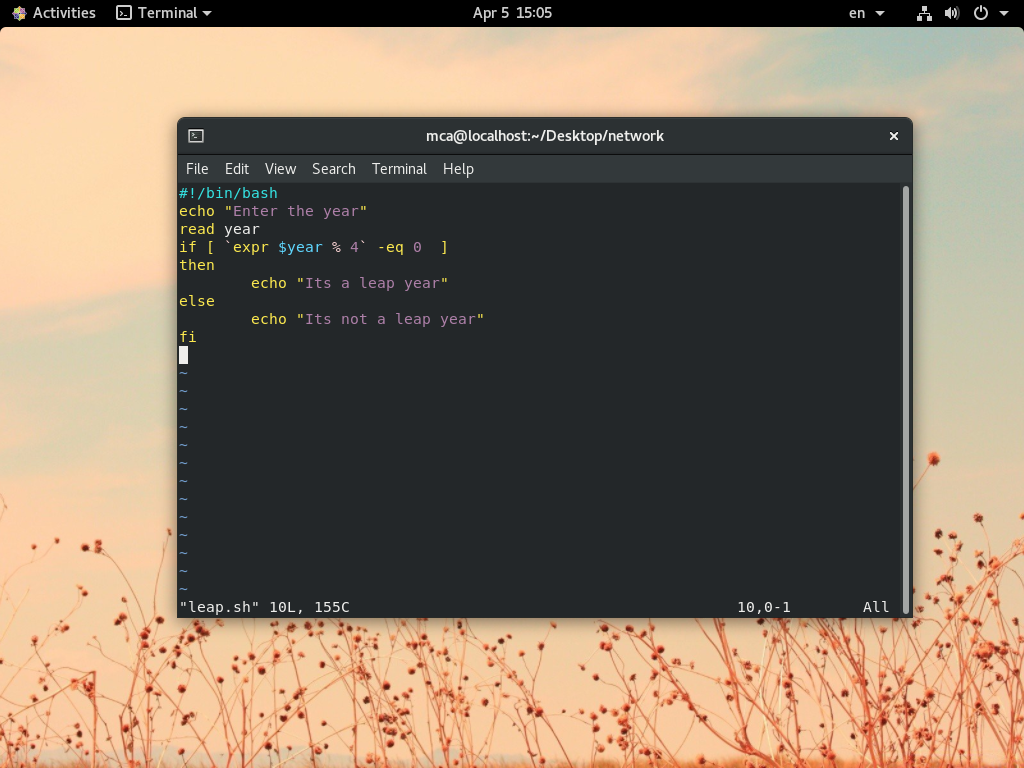 Activities Terminal Apr 5 15:05 en
mca@localhost:~/Desktop/network
File Edit View Search Terminal Help
#!/bin/bash
echo "Enter the year"
read year
if [ `expr $year % 4` -eq 0  ]
then
        echo "Its a leap year"
else
        echo "Its not a leap year"
fi
~
~
~
~
~
~
~
~
~
~
~
~
~
"leap.sh" 10L, 155C 10,0-1 All